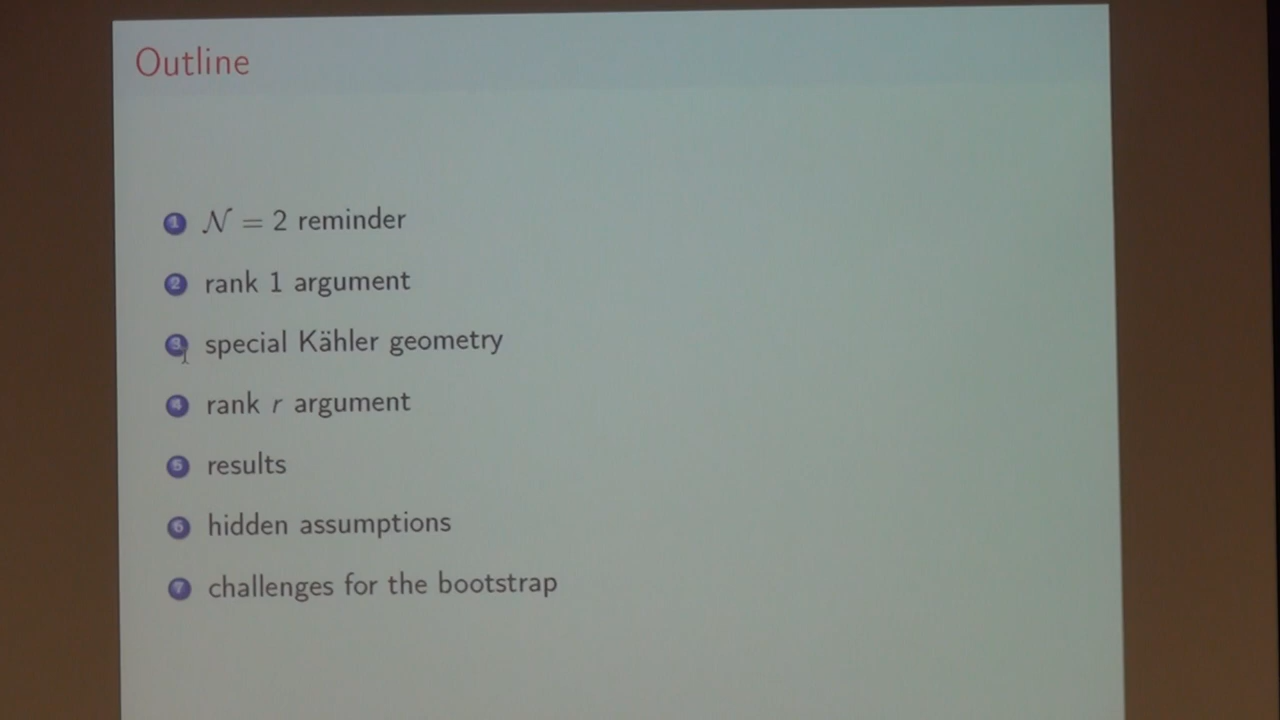 Outline
1 𝒩 = 2 reminder
2 rank 1 argument
3 special Kähler geometry
4 rank r argument
5 results
6 hidden assumptions
7 challenges for the bootstrap